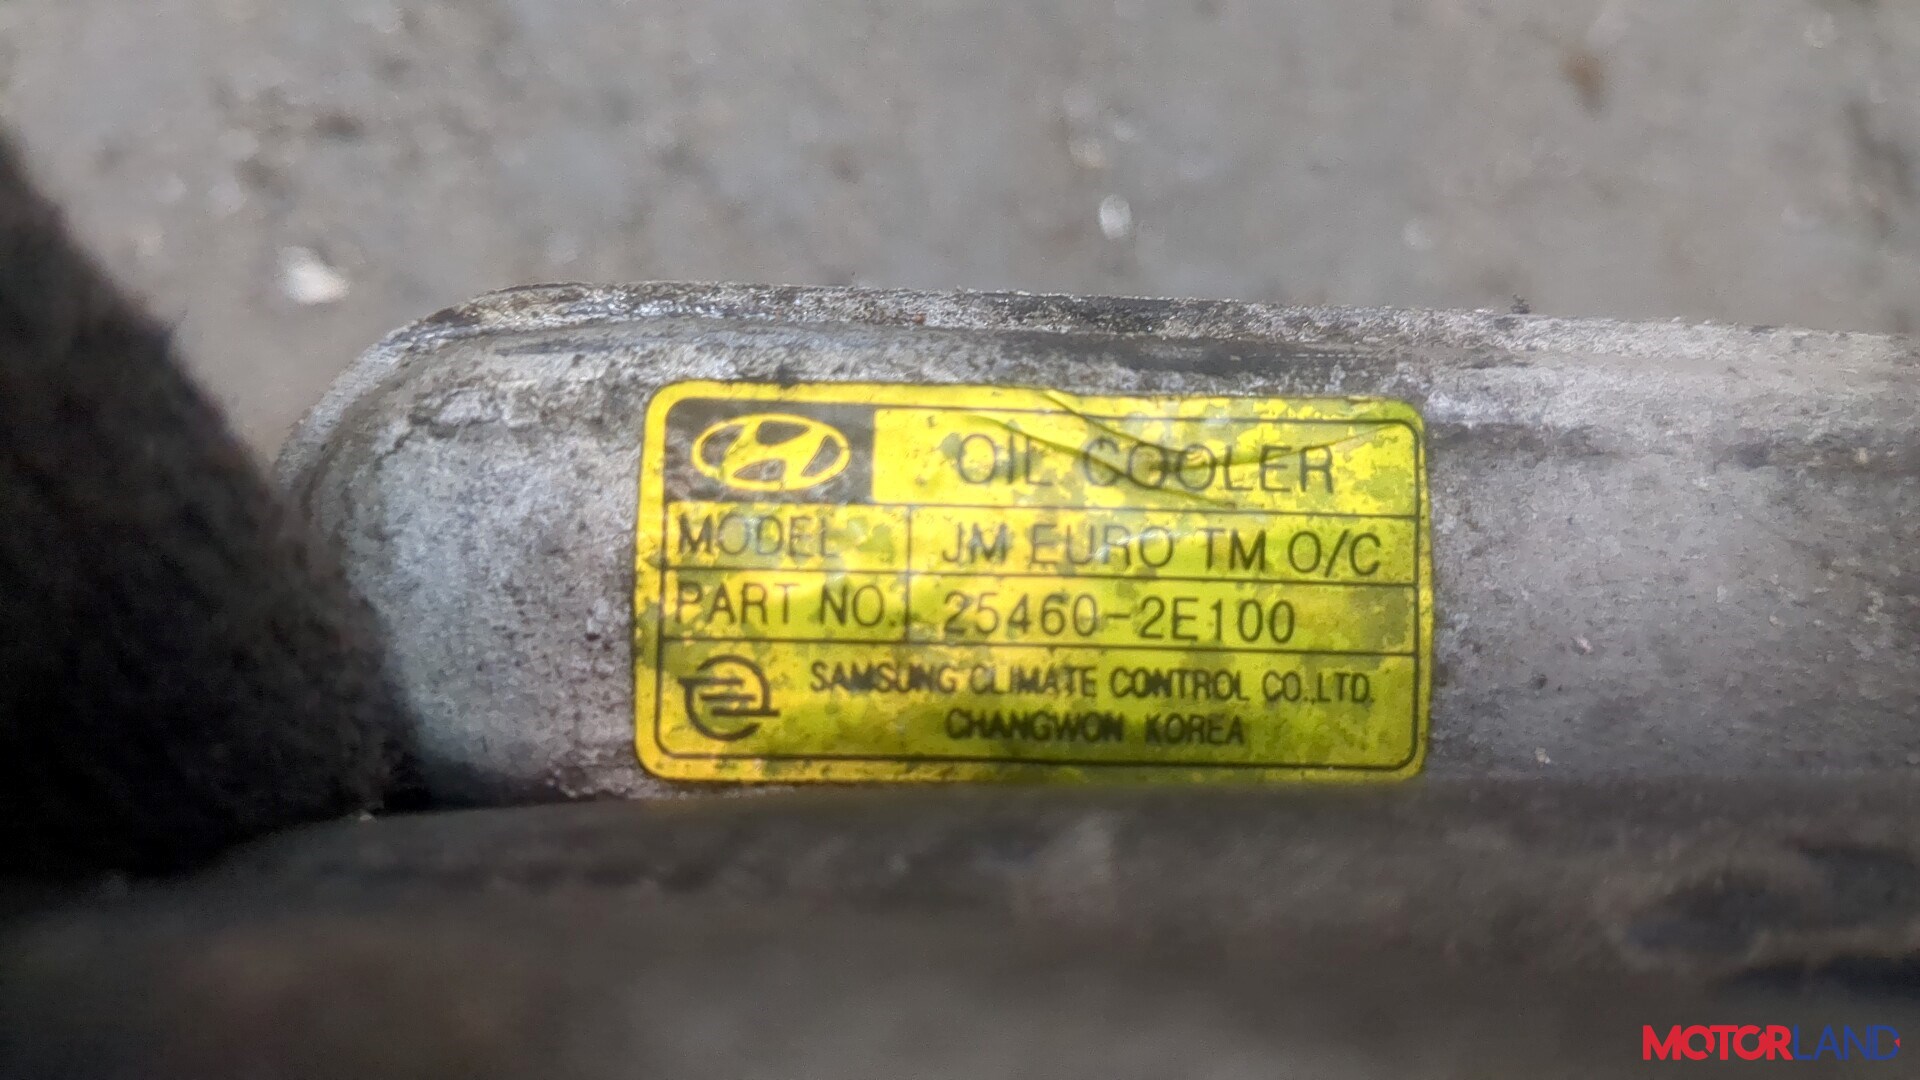 OIL COOLER
MODEL JM EURO TM O/C
PART NO. 25460-2E100
SAMSUNG CLIMATE CONTROL CO.,LTD.
CHANGWON KOREA
MOTORLAND